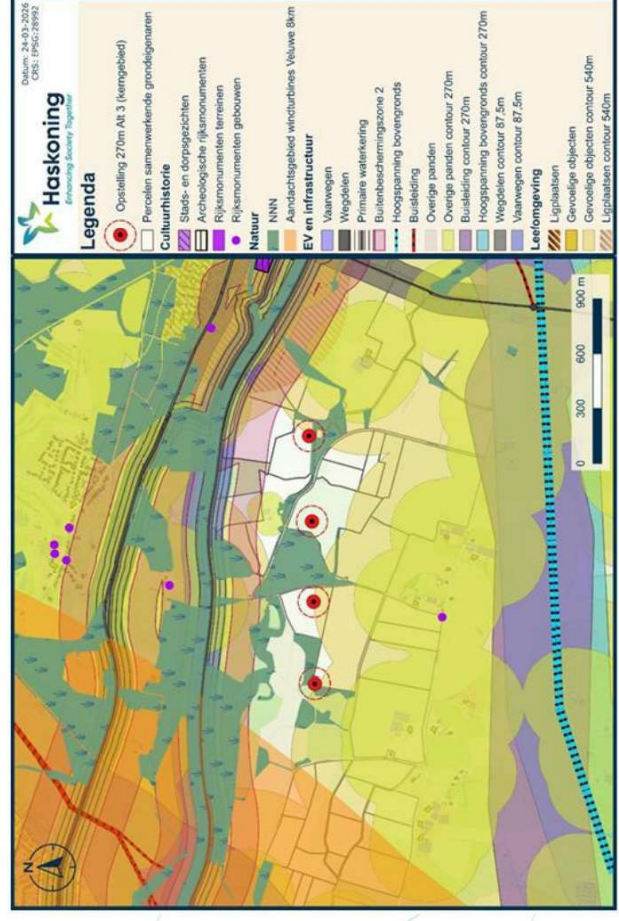 Datum: 24-03-2026
CRS: EPSG:28992
Haskoning
Enhancing Society Together
Legenda
Opstelling 270m Alt 3 (kerngebied)
Percelen samenwerkende grondeigenaren
Cultuurhistorie
Stads- en dorpsgezichten
Archeologische rijksmonumenten
Rijksmonumenten terreinen
Rijksmonumenten gebouwen
Natuur
NNN
Aandachtsgebied windturbines Veluwe 8km
EV en infrastructuur
Vaarwegen
Wegdelen
Primaire waterkering
Buitenbeschermingszone 2
Hoogspanning bovengronds
Buisleiding
Overige panden
Overige panden contour 270m
Buisleiding contour 270m
Hoogspanning bovengronds contour 270m
Wegdelen contour 87,5m
Vaarwegen contour 87,5m
Leefomgeving
Ligplaatsen
Gevoelige objecten
Gevoelige objecten contour 540m
Ligplaatsen contour 540m
N
0 300 600 900 m